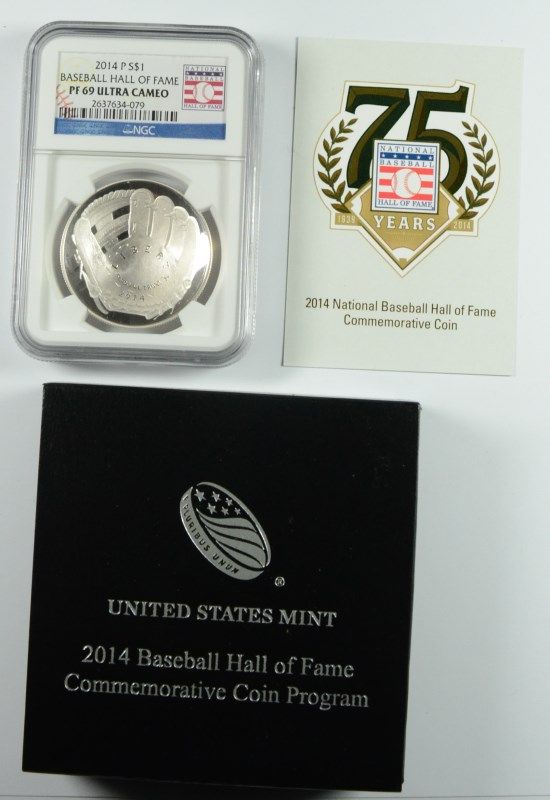 2014 P S$1
BASEBALL HALL OF FAME
PF 69 ULTRA CAMEO
2637634-079
NGC
NATIONAL
BASEBALL
HALL OF FAME
LIBERTY
2014
75
NATIONAL
BASEBALL
HALL OF FAME
1939
YEARS
2014
2014 National Baseball Hall of Fame
Commemorative Coin
E PLURIBUS UNUM
®
UNITED STATES MINT
2014 Baseball Hall of Fame
Commemorative Coin Program